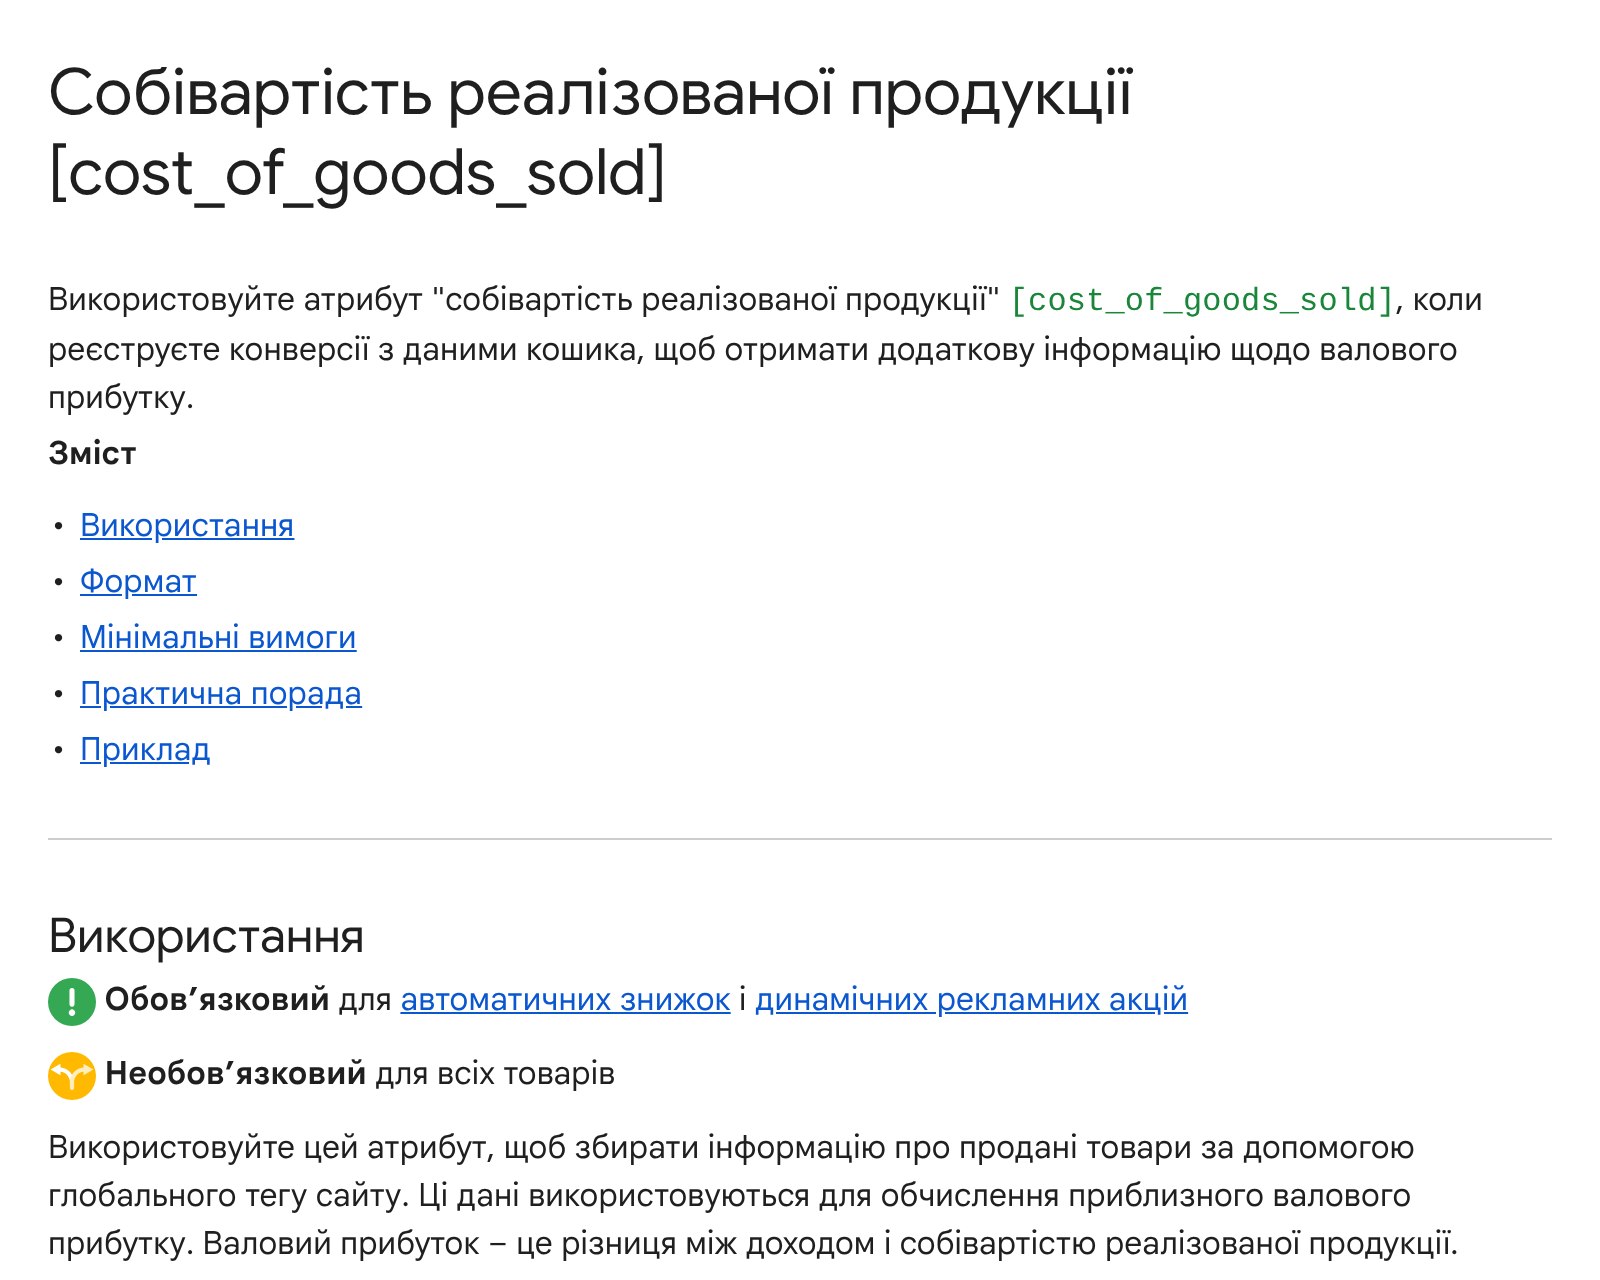 Собівартість реалізованої продукції
[cost_of_goods_sold]
Використовуйте атрибут "собівартість реалізованої продукції" [cost_of_goods_sold], коли
реєструєте конверсії з даними кошика, щоб отримати додаткову інформацію щодо валового
прибутку.
Зміст
• Використання
• Формат
• Мінімальні вимоги
• Практична порада
• Приклад
Використання
Обов’язковий для автоматичних знижок і динамічних рекламних акцій
Необов’язковий для всіх товарів
Використовуйте цей атрибут, щоб збирати інформацію про продані товари за допомогою
глобального тегу сайту. Ці дані використовуються для обчислення приблизного валового
прибутку. Валовий прибуток – це різниця між доходом і собівартістю реалізованої продукції.